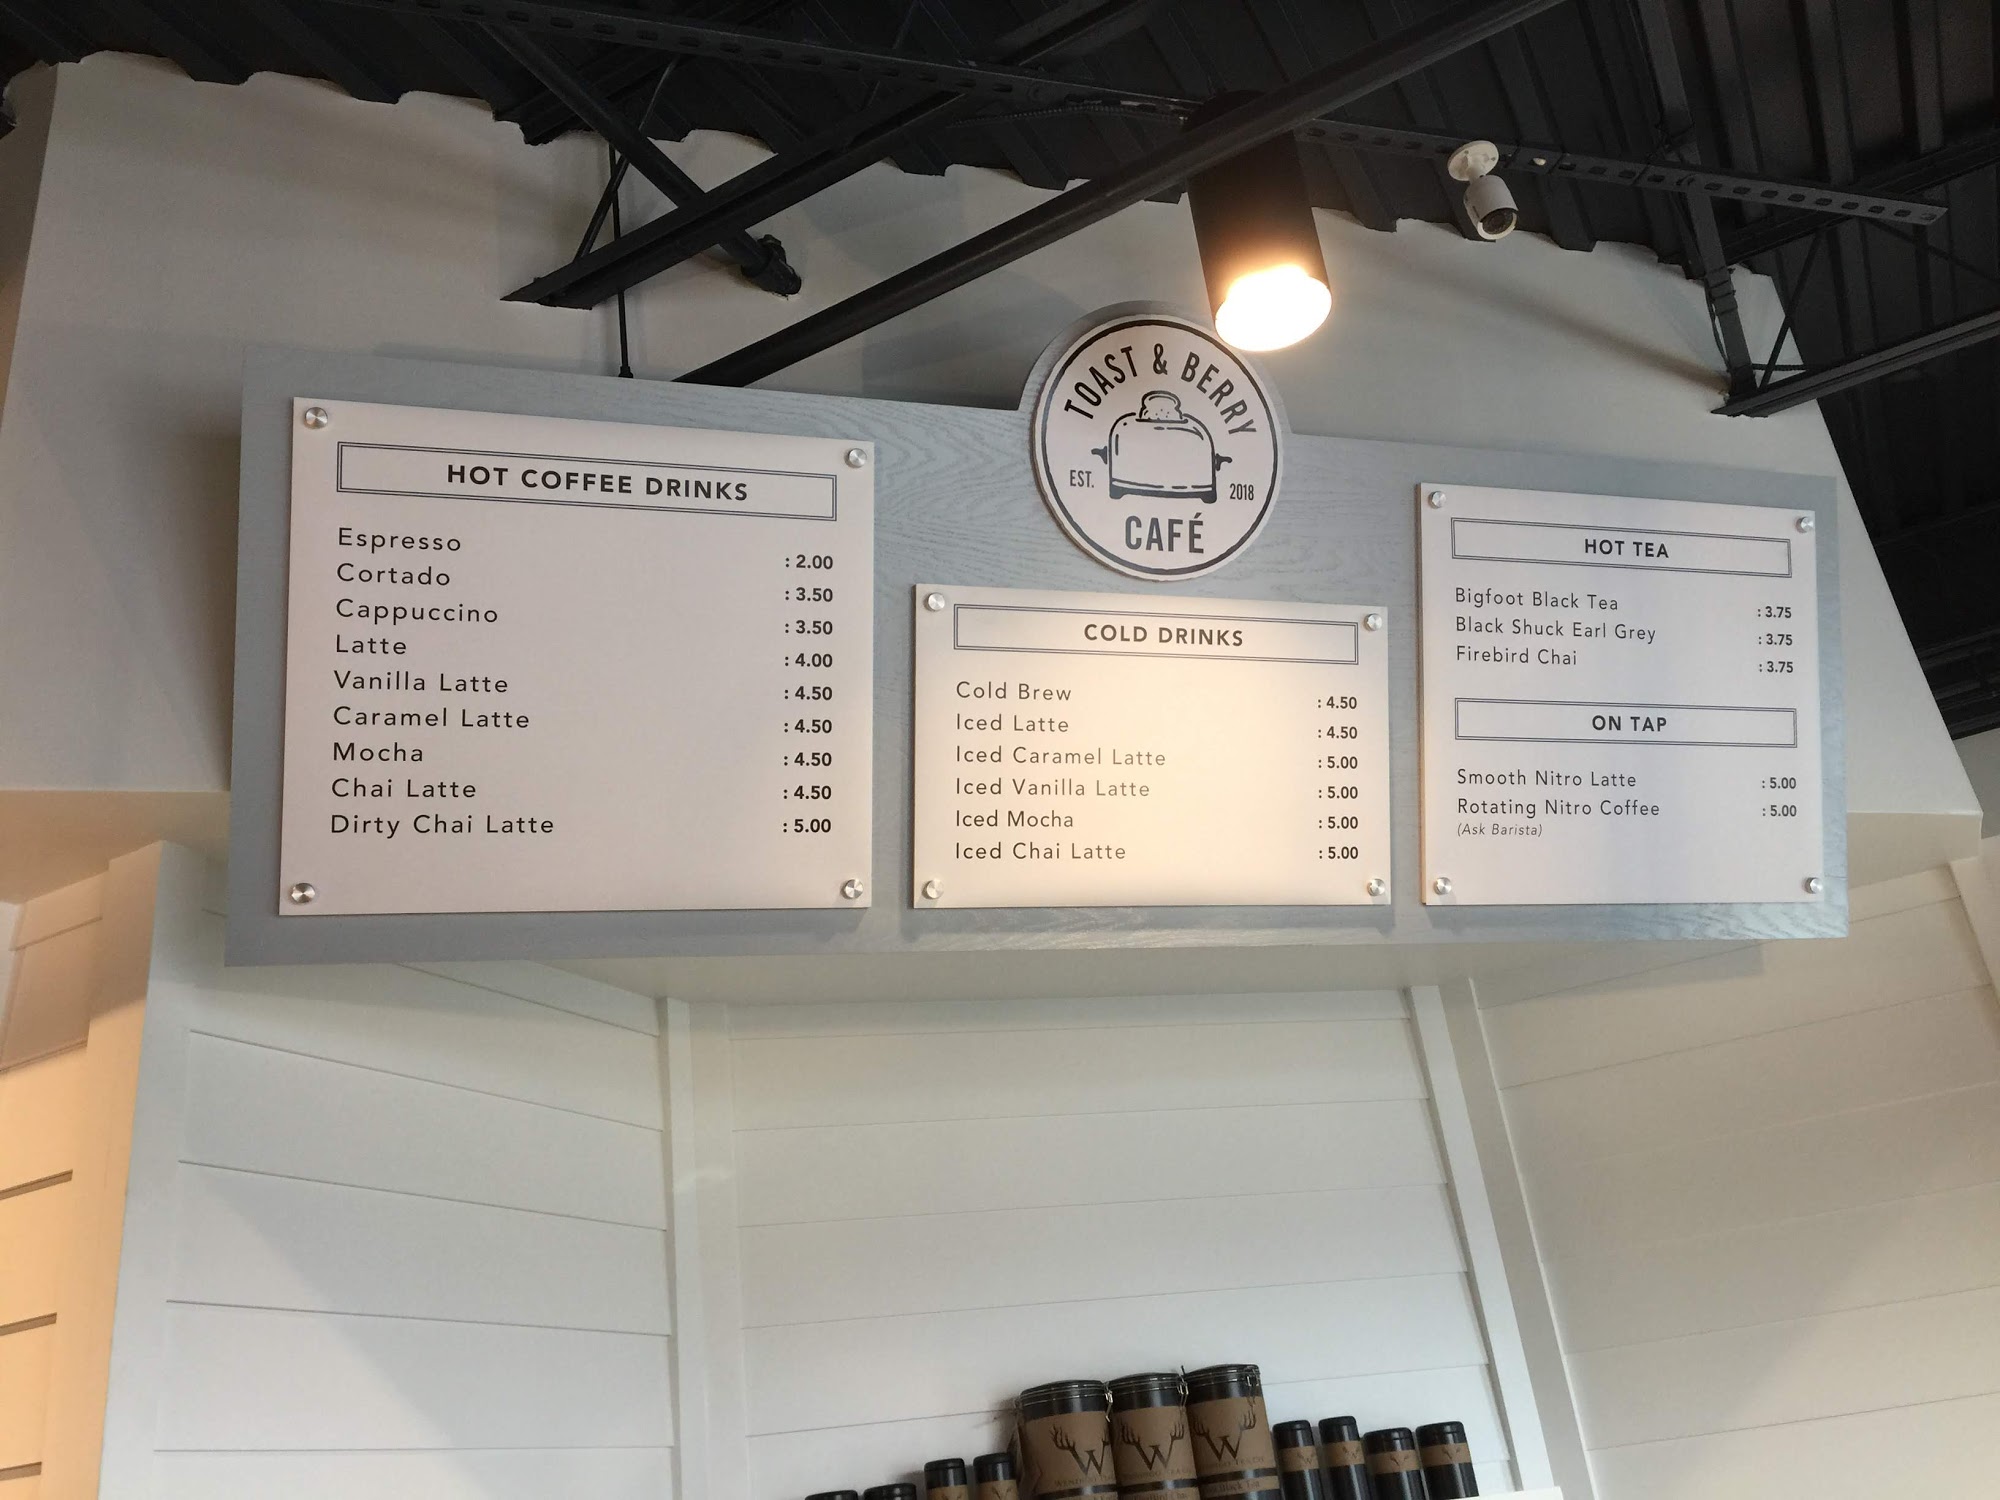 TOAST & BERRY
EST. 2018
CAFÉ
HOT COFFEE DRINKS
Espresso : 2.00
Cortado : 3.50
Cappuccino : 3.50
Latte : 4.00
Vanilla Latte : 4.50
Caramel Latte : 4.50
Mocha : 4.50
Chai Latte : 4.50
Dirty Chai Latte : 5.00
COLD DRINKS
Cold Brew : 4.50
Iced Latte : 4.50
Iced Caramel Latte : 5.00
Iced Vanilla Latte : 5.00
Iced Mocha : 5.00
Iced Chai Latte : 5.00
HOT TEA
Bigfoot Black Tea : 3.75
Black Shuck Earl Grey : 3.75
Firebird Chai : 3.75
ON TAP
Smooth Nitro Latte : 5.00
Rotating Nitro Coffee : 5.00
(Ask Barista)
W W W